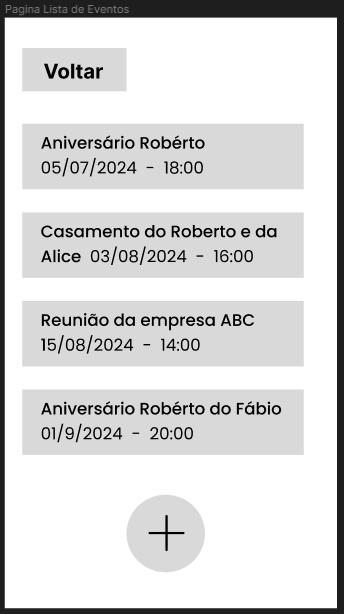 Pagina Lista de Eventos
Voltar
Aniversário Robérto
05/07/2024 - 18:00
Casamento do Roberto e da
Alice 03/08/2024 - 16:00
Reunião da empresa ABC
15/08/2024 - 14:00
Aniversário Robérto do Fábio
01/9/2024 - 20:00